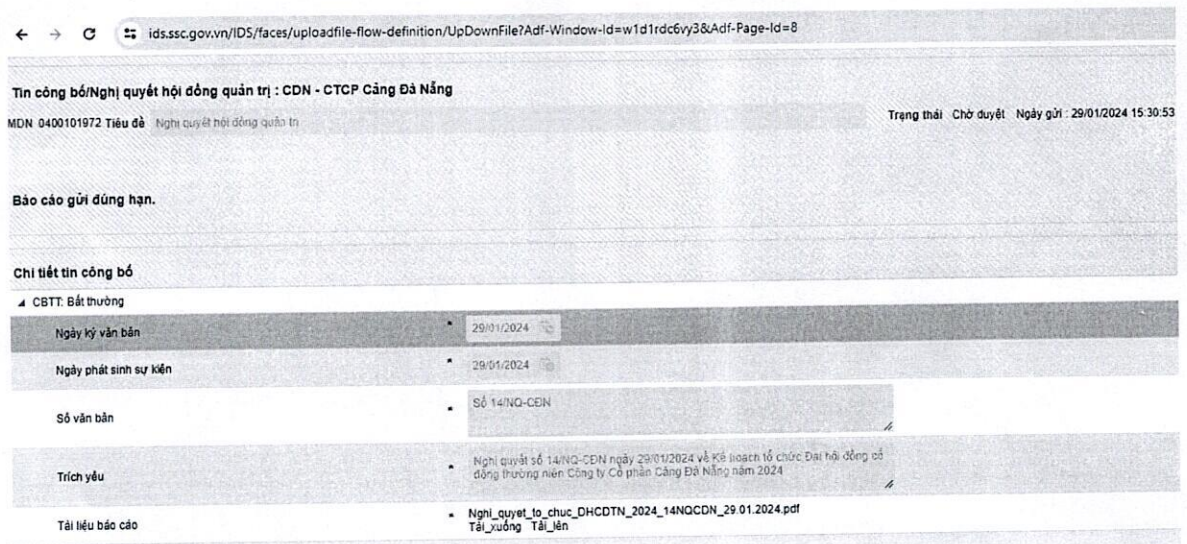 ids.ssc.gov.vn/IDS/faces/uploadfile-flow-definition/UpDownFile?Adf-Window-Id=w1d1rdc6vy3&Adf-Page-Id=8
Tin công bố/Nghị quyết hội đồng quản trị : CDN - CTCP Cảng Đà Nẵng
MDN 0400101972 Tiêu đề Nghị quyết hội đồng quản trị
Trạng thái Chờ duyệt Ngày gửi : 29/01/2024 15:30:53
Báo cáo gửi đúng hạn.
Chi tiết tin công bố
CBTT: Bất thường
Ngày ký văn bản * 29/01/2024
Ngày phát sinh sự kiện * 29/01/2024
Số văn bản * Số 14/NQ-CĐN
Trích yếu * Nghị quyết số 14/NQ-CĐN ngày 29/01/2024 về Kế hoạch tổ chức Đại hội đồng cổ
đông thường niên Công ty Cổ phần Cảng Đà Nẵng năm 2024
Tài liệu báo cáo * Nghi_quyet_to_chuc_DHCDTN_2024_14NQCDN_29.01.2024.pdf
Tải_xuống Tải_lên